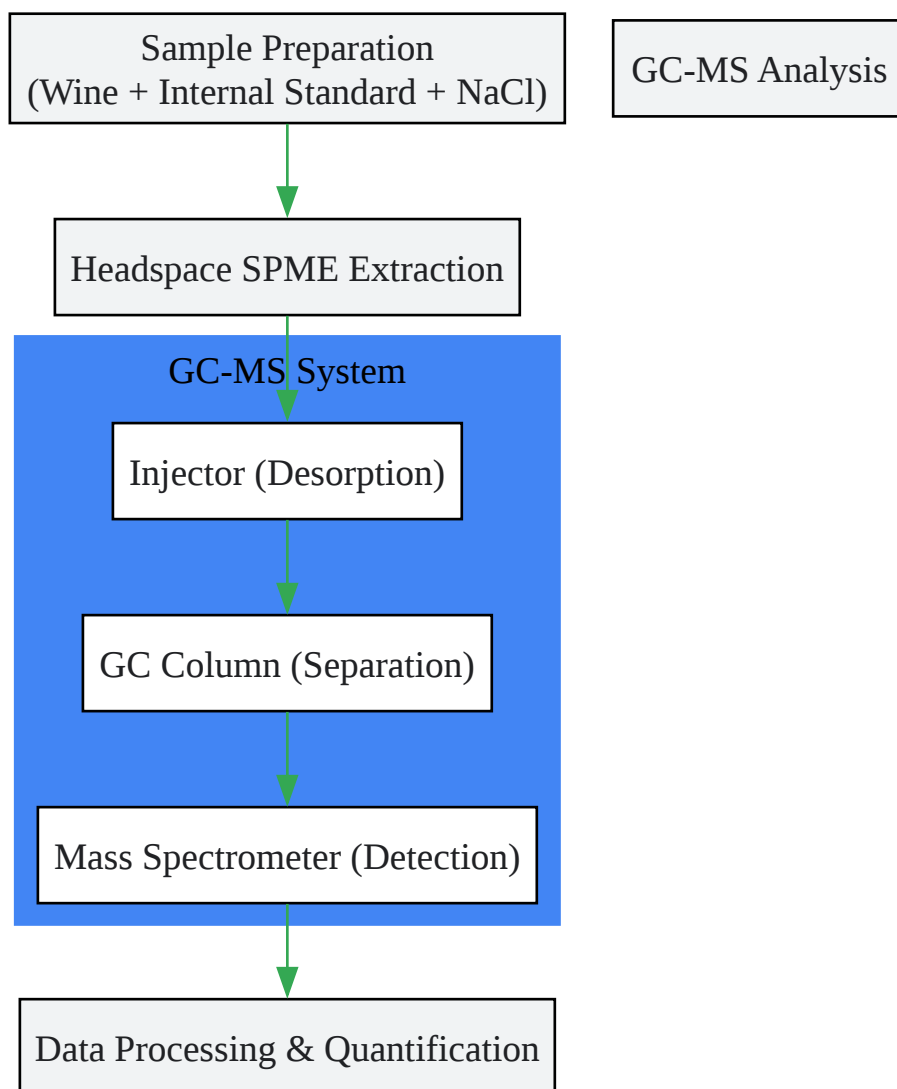 Sample Preparation
(Wine + Internal Standard + NaCl)
GC-MS Analysis
Headspace SPME Extraction
GC-MS System
Injector (Desorption)
GC Column (Separation)
Mass Spectrometer (Detection)
Data Processing & Quantification